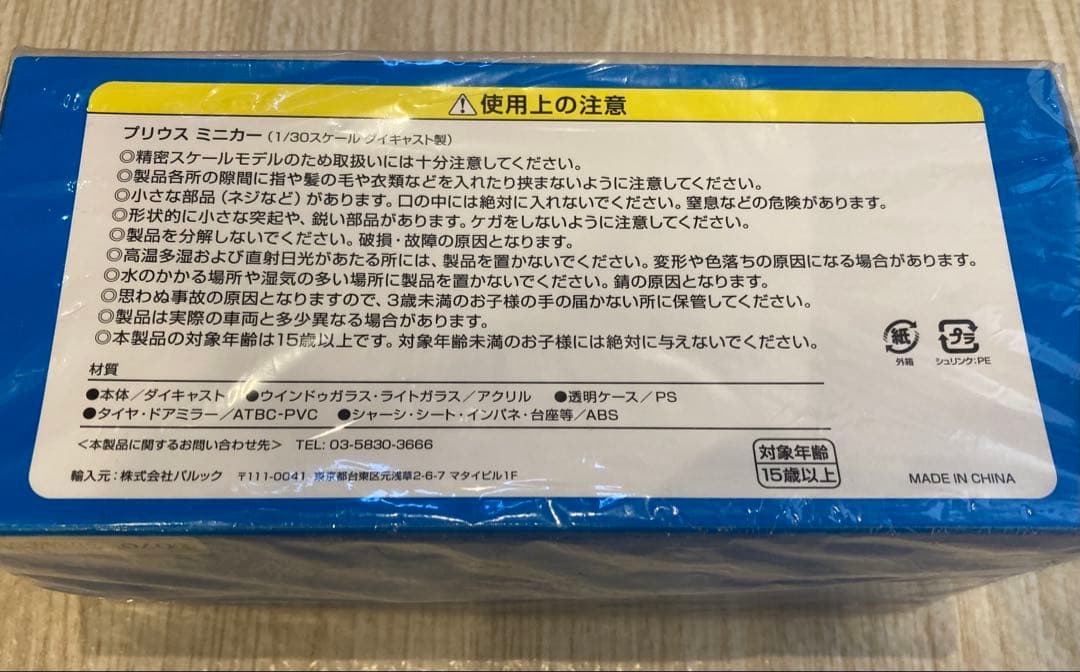 ⚠使用上の注意
プリウス ミニカー（1/30スケール ダイキャスト製）
◎精密スケールモデルのため取扱いには十分注意してください。
◎製品各所の隙間に指や髪の毛や衣類などを入れたり挟まないように注意してください。
◎小さな部品（ネジなど）があります。口の中には絶対に入れないでください。窒息などの危険があります。
◎形状的に小さな突起や、鋭い部品があります。ケガをしないように注意してください。
◎製品を分解しないでください。破損・故障の原因となります。
◎高温多湿および直射日光があたる所には、製品を置かないでください。変形や色落ちの原因になる場合があります。
◎水のかかる場所や湿気の多い場所に製品を置かないでください。錆の原因となります。
◎思わぬ事故の原因となりますので、3歳未満のお子様の手の届かない所に保管してください。
◎製品は実際の車両と多少異なる場合があります。
◎本製品の対象年齢は15歳以上です。対象年齢未満のお子様には絶対に与えないでください。
紙
外箱
プラ
シュリンク:PE
材質
●本体／ダイキャスト ●ウインドゥガラス・ライトガラス／アクリル ●透明ケース／PS
●タイヤ・ドアミラー／ATBC-PVC ●シャーシ・シート・インパネ・台座等／ABS
＜本製品に関するお問い合わせ先＞ TEL: 03-5830-3666
輸入元：株式会社パルック 〒111-0041 東京都台東区元浅草2-6-7 マタイビル1F
対象年齢
15歳以上
MADE IN CHINA